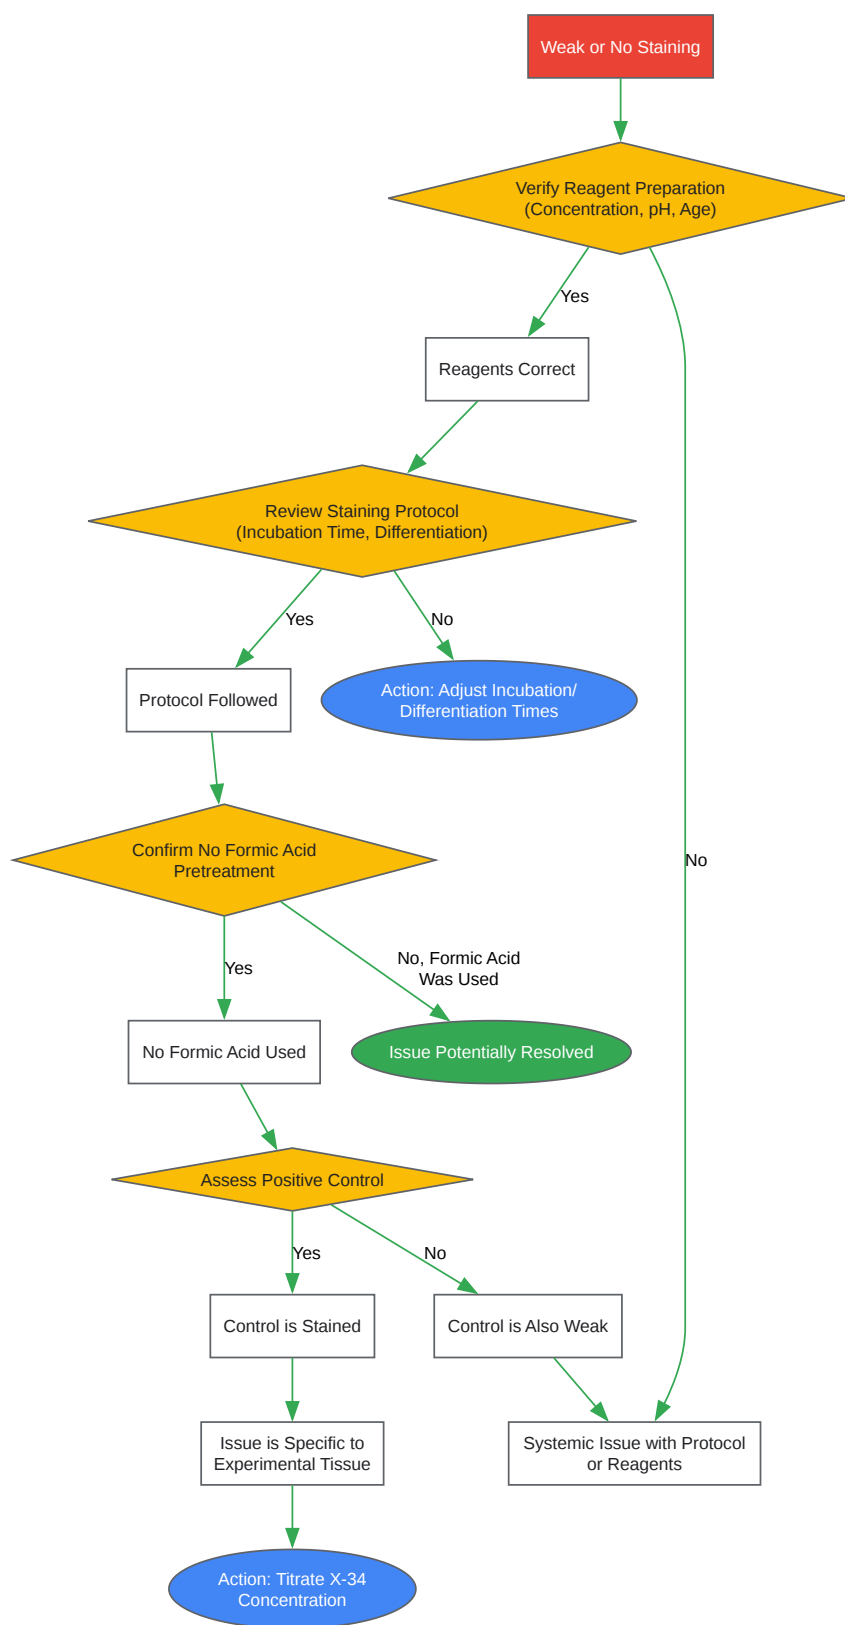 Weak or No Staining
Verify Reagent Preparation
(Concentration, pH, Age)
Yes
Reagents Correct
Review Staining Protocol
(Incubation Time, Differentiation)
Yes
No
Protocol Followed
Action: Adjust Incubation/
Differentiation Times
Confirm No Formic Acid
Pretreatment
No
Yes
No, Formic Acid
Was Used
No Formic Acid Used
Issue Potentially Resolved
Assess Positive Control
Yes
No
Control is Stained
Control is Also Weak
Issue is Specific to
Experimental Tissue
Systemic Issue with Protocol
or Reagents
Action: Titrate X-34
Concentration